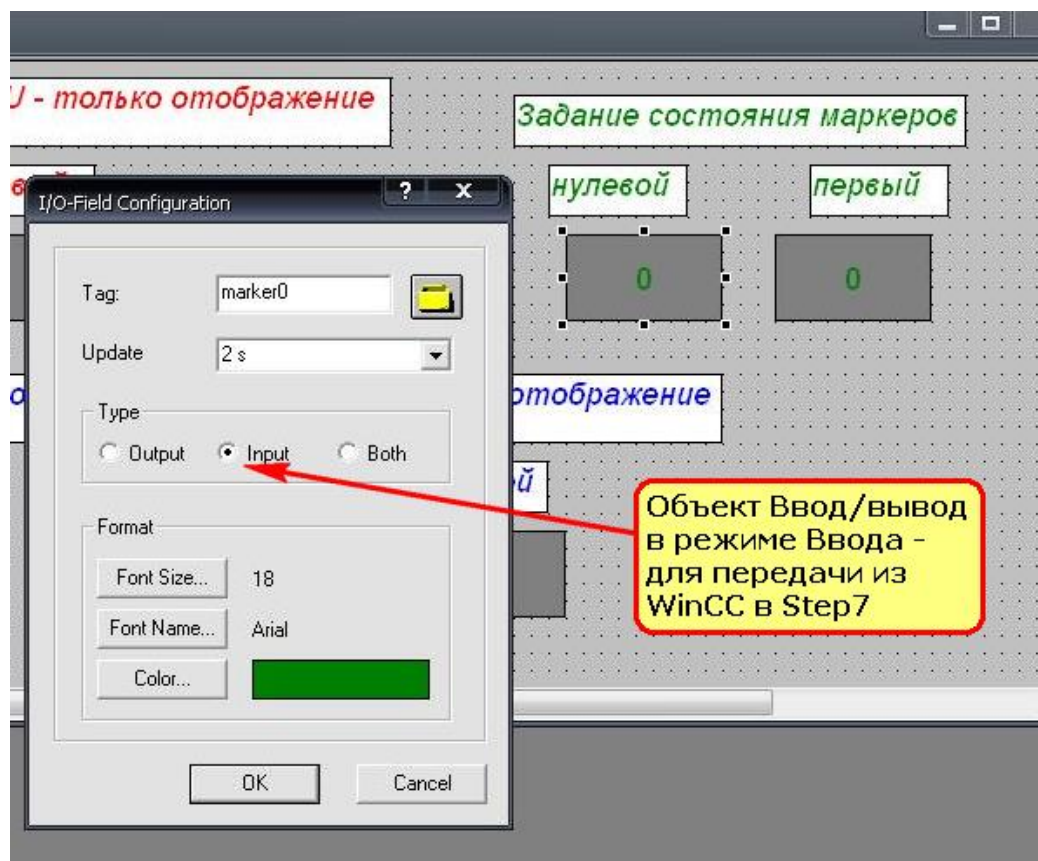 - только отображение
Задание состояния маркеров
нулевой
первый
0
0
отображение
I/O-Field Configuration
? X
Tag:
marker0
Update
2 s
Type
Output
Input
Both
Format
Font Size...
18
Font Name...
Arial
Color...
OK
Cancel
Объект Ввод/вывод
в режиме Ввода -
для передачи из
WinCC в Step7